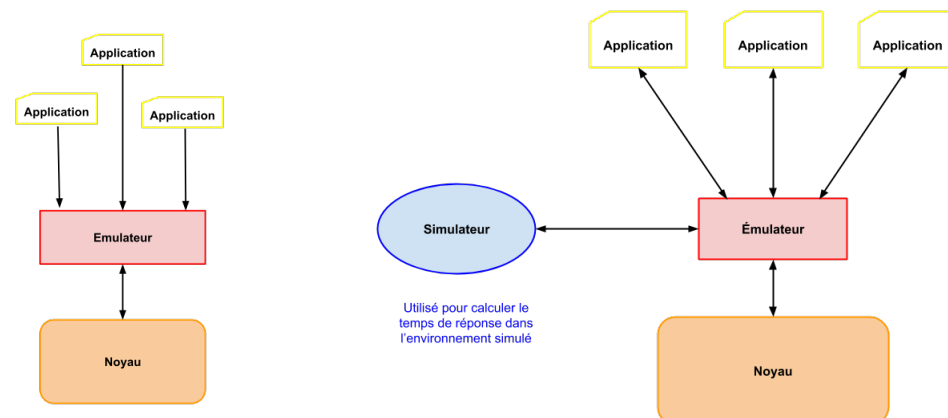 Application
Application
Application
Emulateur
Noyau
Application
Application
Application
Simulateur
Émulateur
Utilisé pour calculer le
temps de réponse dans
l'environnement simulé
Noyau